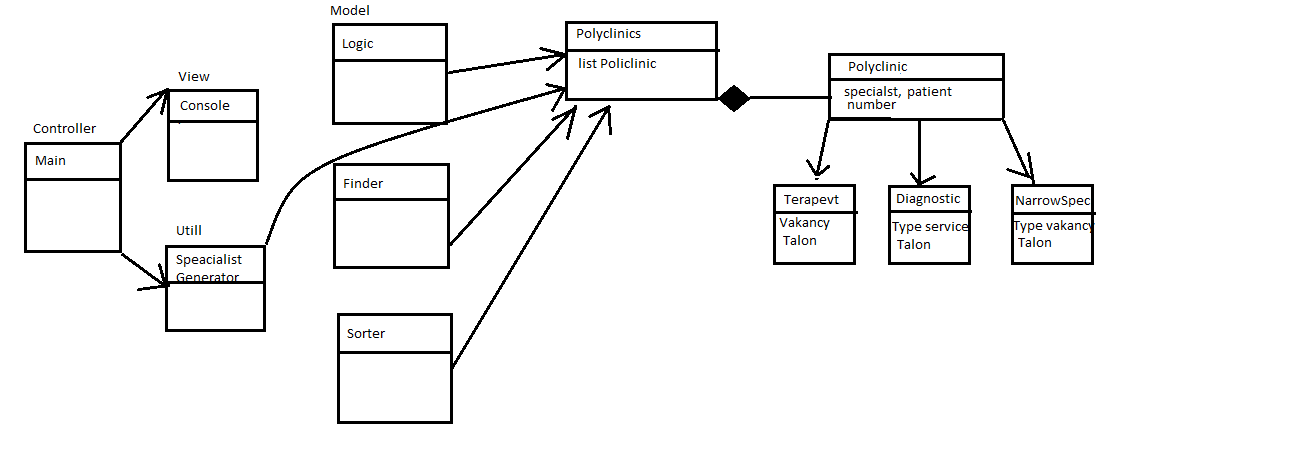 Model
Logic
Polyclinics
list Policlinic
Polyclinic
specialst, patient
number
View
Console
Controller
Main
Finder
Terapevt
Vakancy
Talon
Diagnostic
Type service
Talon
NarrowSpec
Type vakancy
Talon
Utill
Speacialist
Generator
Sorter